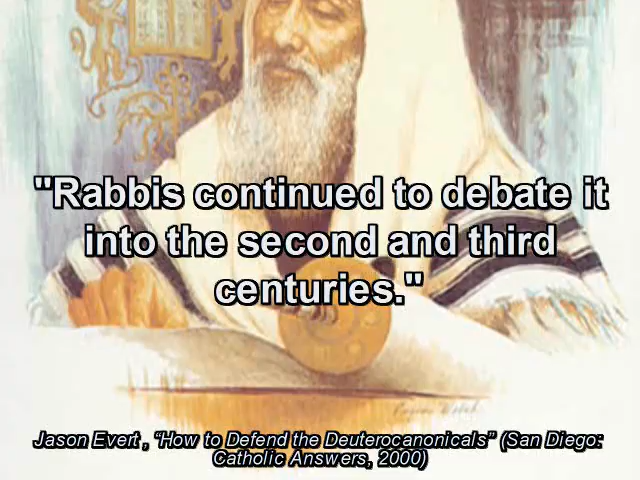 "Rabbis continued to debate it
into the second and third
centuries."
Jason Evert , “How to Defend the Deuterocanonicals” (San Diego:
Catholic Answers, 2000)